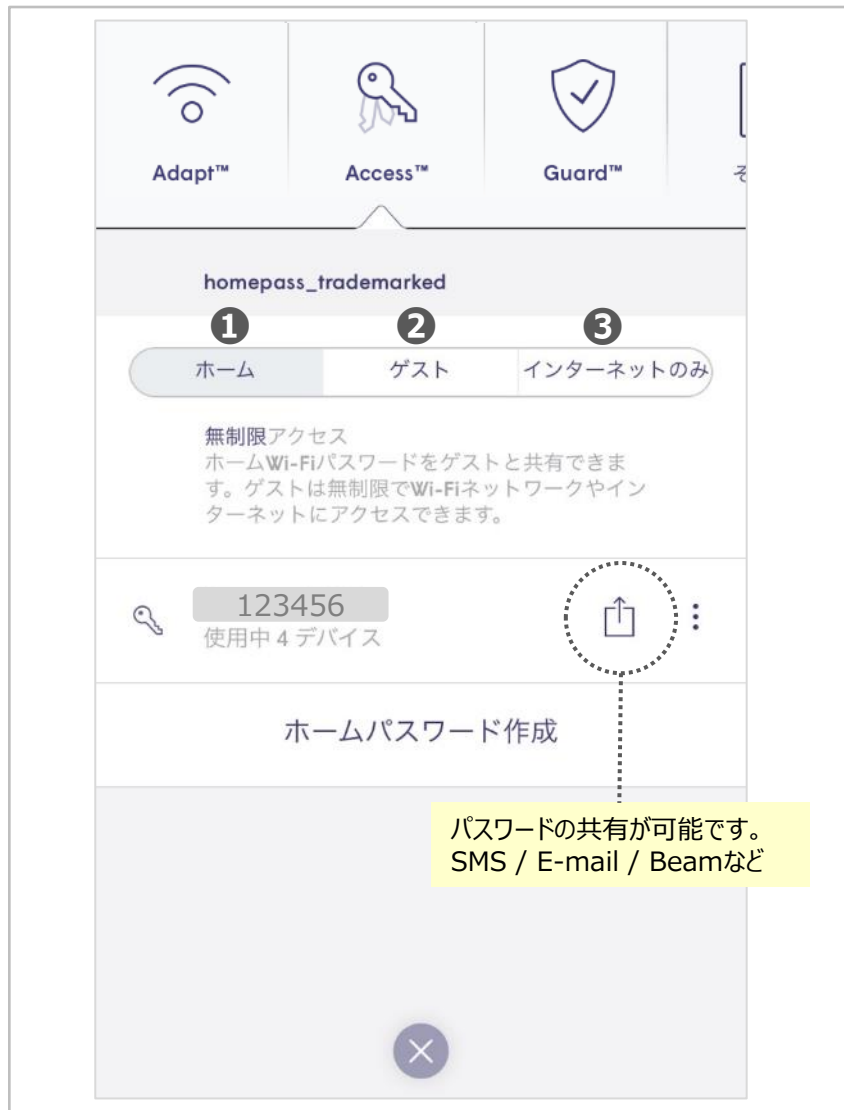 Adapt™
Access™
Guard™
そ
homepass_trademarked
❶
❷
❸
ホーム
ゲスト
インターネットのみ
無制限アクセス
ホームWi-Fiパスワードをゲストと共有できま
す。ゲストは無制限でWi-Fiネットワークやイン
ターネットにアクセスできます。
123456
使用中 4 デバイス
ホームパスワード作成
パスワードの共有が可能です。
SMS / E-mail / Beamなど